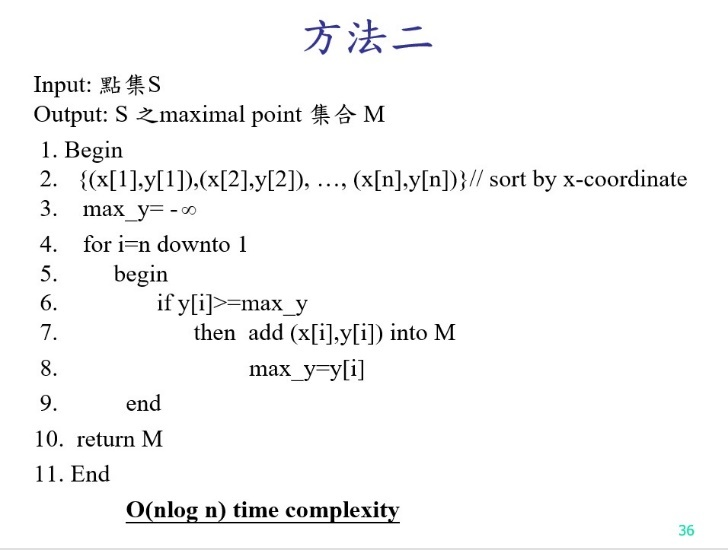 方法二
Input: 點集S
Output: S 之maximal point 集合 M
1. Begin
2. {(x[1],y[1]),(x[2],y[2]), …, (x[n],y[n])}// sort by x-coordinate
3. max_y= - ∞
4. for i=n downto 1
5. begin
6. if y[i]>=max_y
7. then add (x[i],y[i]) into M
8. max_y=y[i]
9. end
10. return M
11. End
O(nlog n) time complexity
36